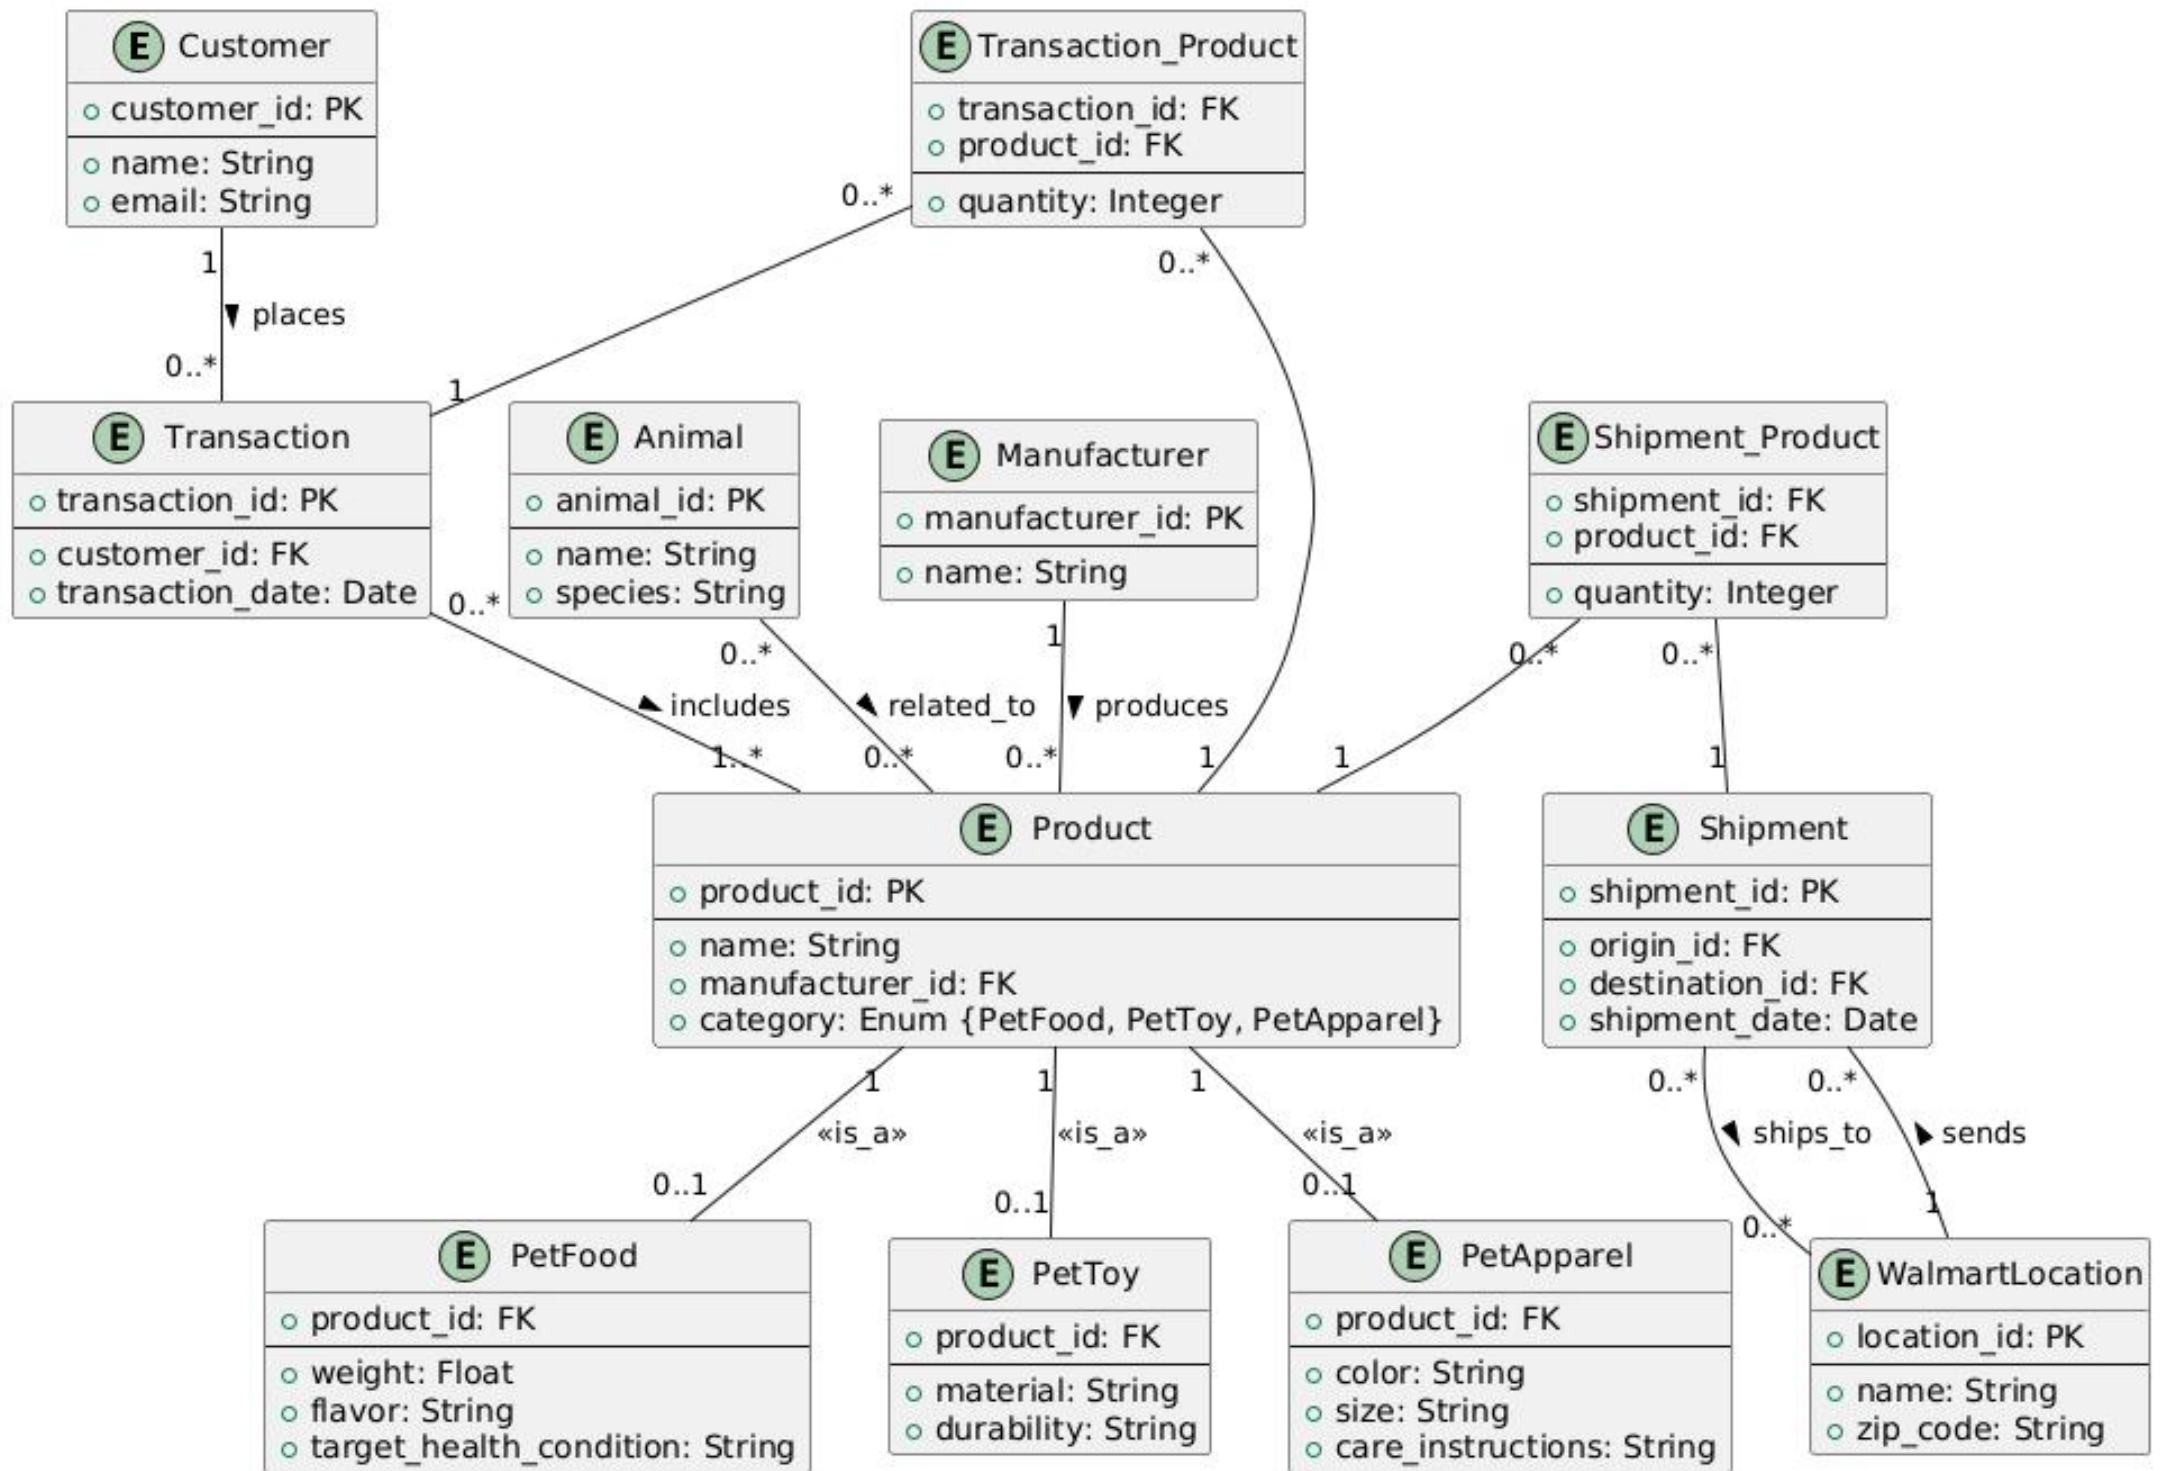 E Customer
customer_id: PK
name: String
email: String
E Transaction_Product
transaction_id: FK
product_id: FK
quantity: Integer
0..*
1
0..*
1
places
0..*
1
E Transaction
transaction_id: PK
customer_id: FK
transaction_date: Date
E Animal
animal_id: PK
name: String
species: String
E Manufacturer
manufacturer_id: PK
name: String
E Shipment_Product
shipment_id: FK
product_id: FK
quantity: Integer
0..*
0..*
1
0..*
0..*
includes
related_to
produces
1..*
0..*
0..*
1
1
1
E Product
product_id: PK
name: String
manufacturer_id: FK
category: Enum {PetFood, PetToy, PetApparel}
E Shipment
shipment_id: PK
origin_id: FK
destination_id: FK
shipment_date: Date
1
1
1
0..*
0..*
«is_a»
«is_a»
«is_a»
ships_to
sends
0..1
0..1
0..1
0..*
1
E PetFood
product_id: FK
weight: Float
flavor: String
target_health_condition: String
E PetToy
product_id: FK
material: String
durability: String
E PetApparel
product_id: FK
color: String
size: String
care_instructions: String
E WalmartLocation
location_id: PK
name: String
zip_code: String